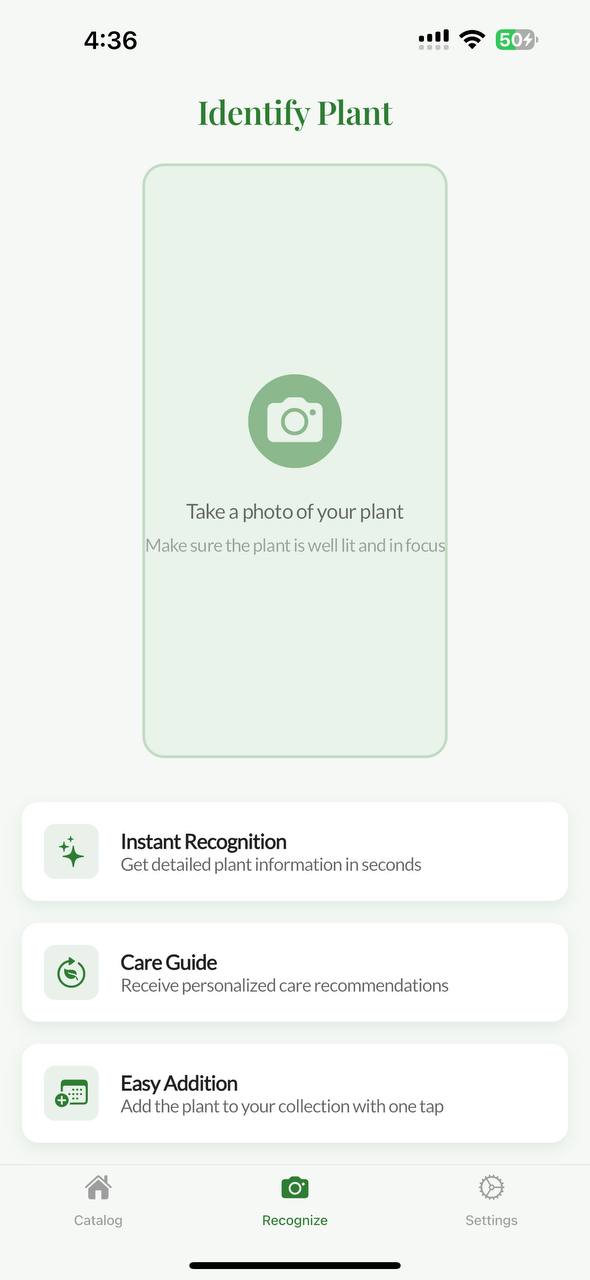 4:36
50
Identify Plant
Take a photo of your plant
Make sure the plant is well lit and in focus
Instant Recognition
Get detailed plant information in seconds
Care Guide
Receive personalized care recommendations
Easy Addition
Add the plant to your collection with one tap
Catalog
Recognize
Settings